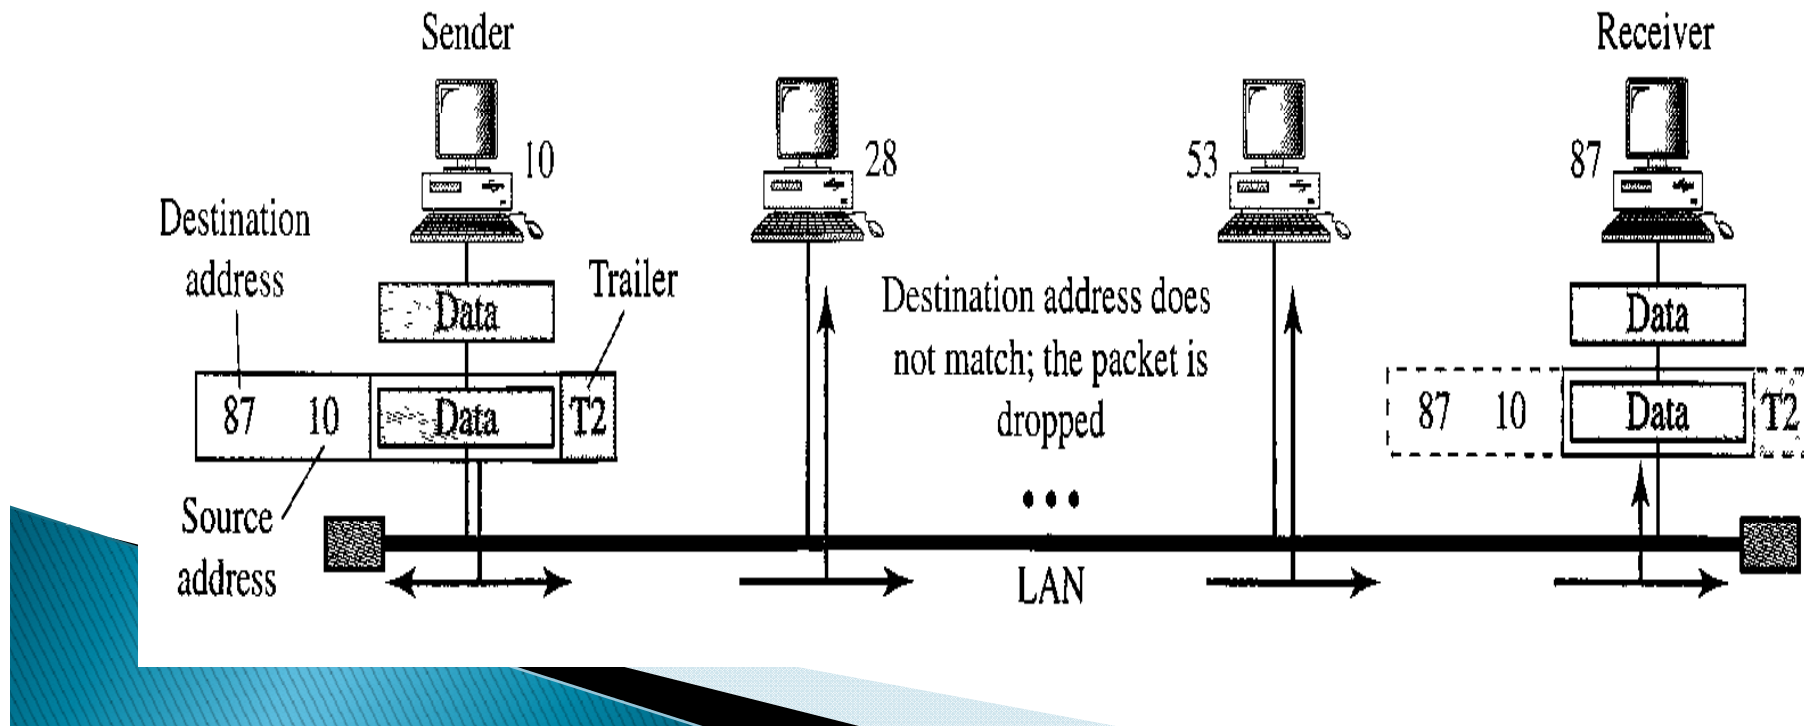 Sender
Receiver
10
28
53
87
Destination
address
Trailer
Data
Destination address does
not match; the packet is
dropped
Data
87 10 Data T2
87 10 Data T2
Source
address
• • •
LAN